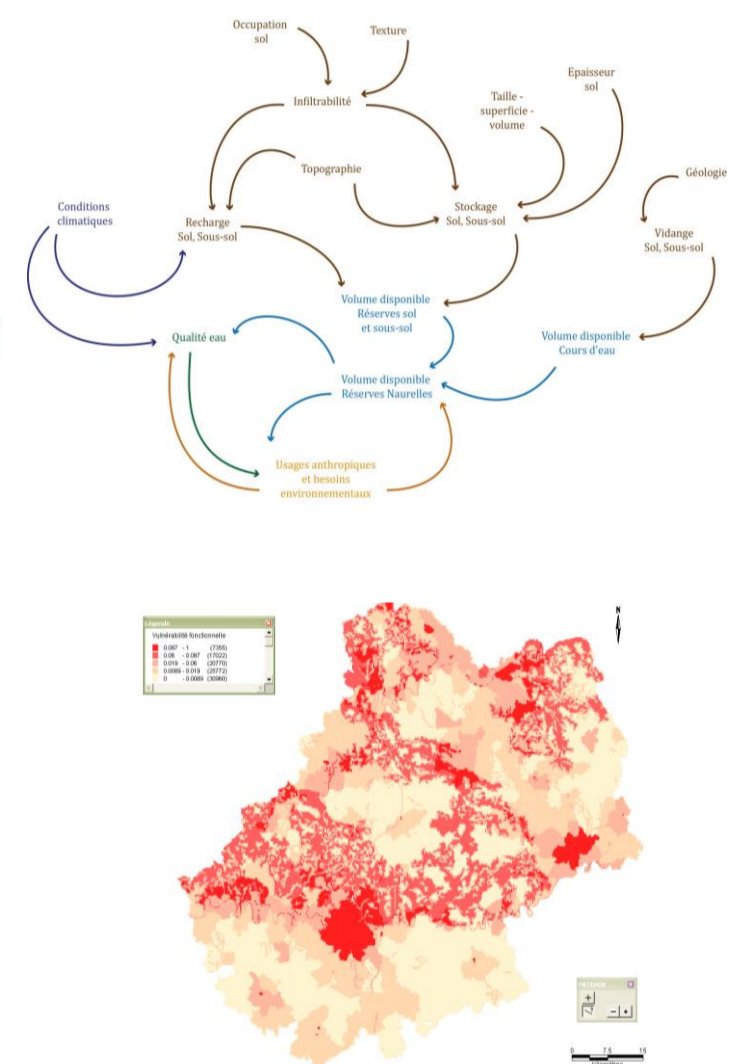 Occupation
sol
Texture
Epaisseur
sol
Infiltrabilité
Taille -
superficie -
volume
Topographie
Géologie
Conditions
climatiques
Recharge
Sol, Sous-sol
Stockage
Sol, Sous-sol
Vidange
Sol, Sous-sol
Volume disponible
Réserves sol
et sous-sol
Qualité eau
Volume disponible
Cours d'eau
Volume disponible
Réserves Naurelles
Usages anthropiques
et besoins
environnementaux
N
Légende
Vulnérabilité fonctionnelle
0.067 - 1 (7355)
0.06 - 0.067 (17022)
0.019 - 0.06 (20770)
0.0089 - 0.019 (25772)
0 - 0.0089 (30960)
0 7.5 15